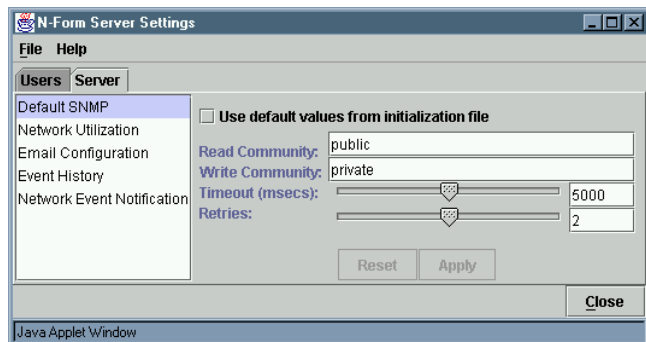 N-Form Server Settings
File Help
Users Server
Default SNMP
Network Utilization
Email Configuration
Event History
Network Event Notification
Use default values from initialization file
Read Community: public
Write Community: private
Timeout (msecs): 5000
Retries: 2
Reset Apply
Close
Java Applet Window